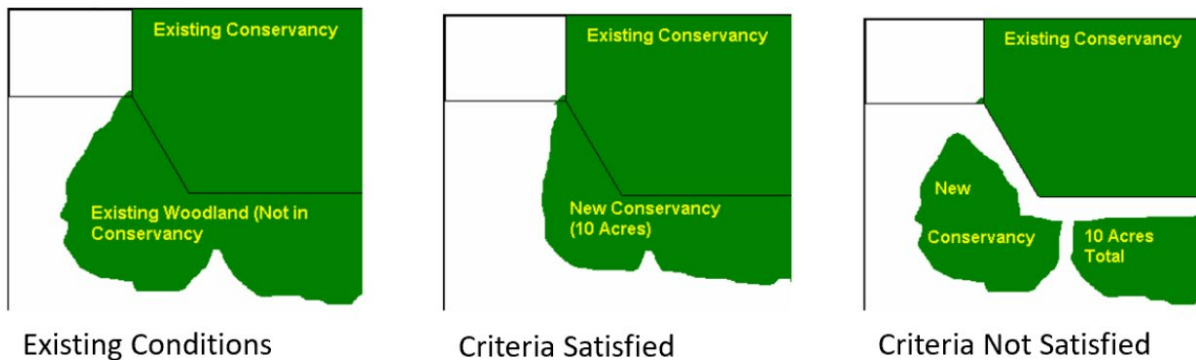 Existing Conservancy
Existing Woodland (Not in
Conservancy
Existing Conditions
Existing Conservancy
New Conservancy
(10 Acres)
Criteria Satisfied
Existing Conservancy
New
Conservancy
10 Acres
Total
Criteria Not Satisfied